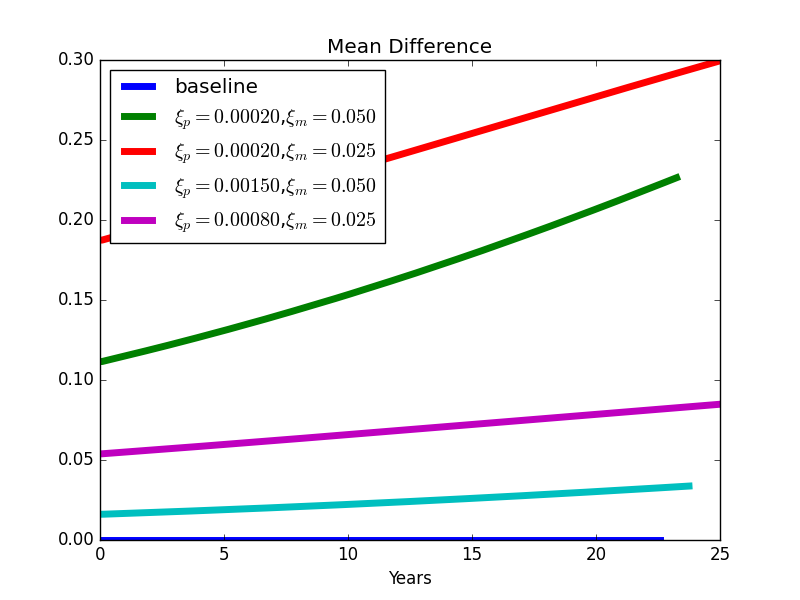 Mean Difference
0.30
0.25
0.20
0.15
0.10
0.05
0.00
baseline
ξp = 0.00020,ξm = 0.050
ξp = 0.00020,ξm = 0.025
ξp = 0.00150,ξm = 0.050
ξp = 0.00080,ξm = 0.025
0 5 10 15 20 25
Years